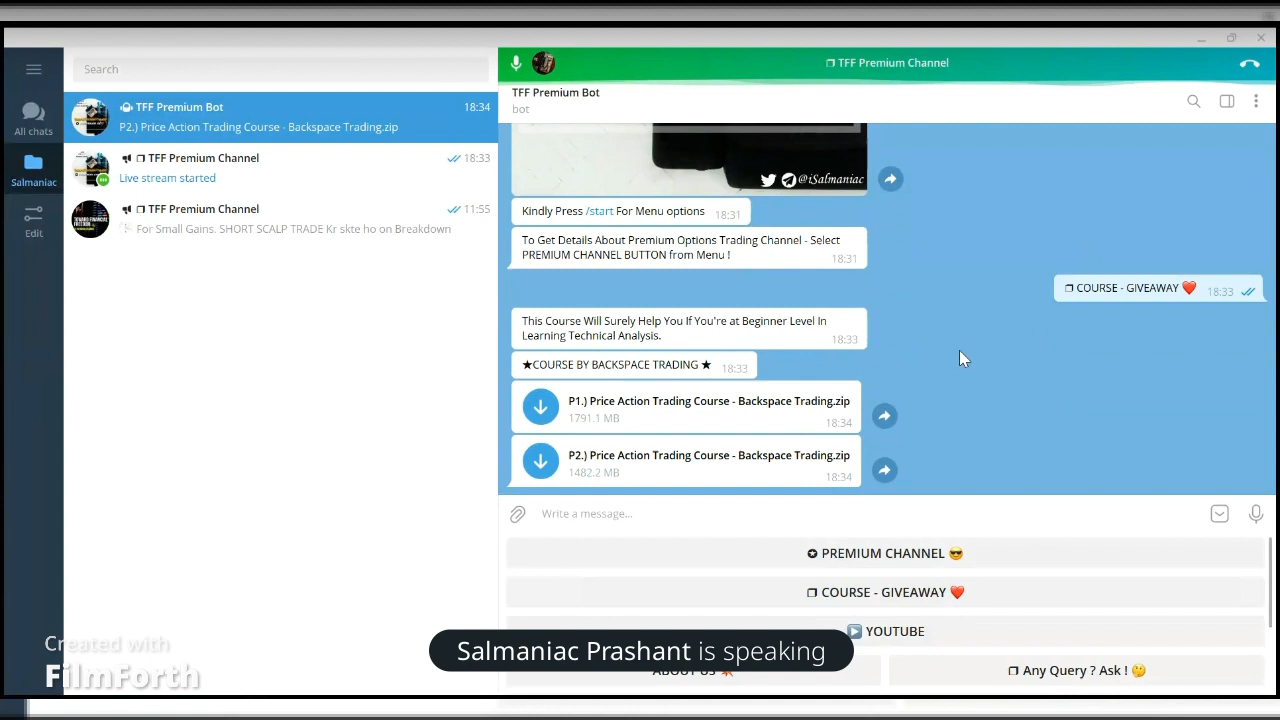 TFF Premium Channel
Search
All chats
Salmaniac
Edit
TFF Premium Bot
18:34
P2.) Price Action Trading Course - Backspace Trading.zip
TFF Premium Channel
18:33
Live stream started
TFF Premium Channel
11:55
For Small Gains. SHORT SCALP TRADE Kr skte ho on Breakdown
TFF Premium Bot
bot
@iSalmaniac
Kindly Press /start For Menu options
18:31
To Get Details About Premium Options Trading Channel - Select
PREMIUM CHANNEL BUTTON from Menu !
18:31
COURSE - GIVEAWAY ❤️
18:33
This Course Will Surely Help You If You're at Beginner Level In
Learning Technical Analysis.
18:33
★COURSE BY BACKSPACE TRADING ★
18:33
P1.) Price Action Trading Course - Backspace Trading.zip
1791.1 MB
18:34
P2.) Price Action Trading Course - Backspace Trading.zip
1482.2 MB
18:34
Write a message...
✪ PREMIUM CHANNEL 😎
COURSE - GIVEAWAY ❤️
▶️ YOUTUBE
ABOUT US
Any Query ? Ask ! 🤔
Salmaniac Prashant is speaking
Created with
FilmForth